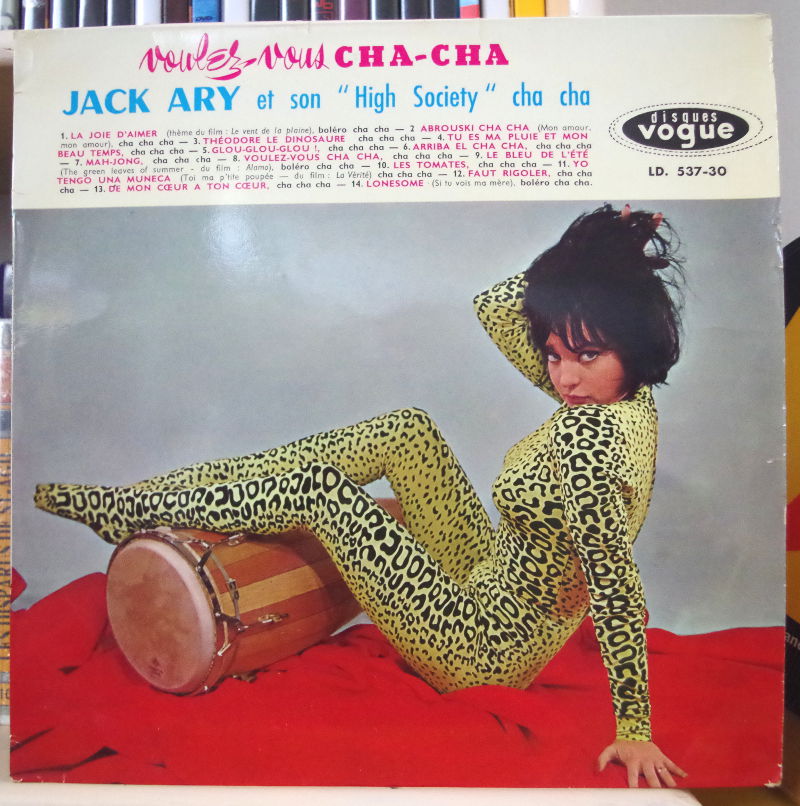 voulez-vous CHA-CHA
JACK ARY et son "High Society" cha cha
1. LA JOIE D'AIMER (thème du film : Le vent de la plaine), boléro cha cha — 2 ABROUSKI CHA CHA (Mon amour,
mon amour), cha cha cha — 3. THÉODORE LE DINOSAURE cha cha cha — 4. TU ES MA PLUIE ET MON
BEAU TEMPS, cha cha cha — 5. GLOU-GLOU-GLOU !, cha cha cha — 6. ARRIBA EL CHA CHA, cha cha cha
— 7. MAH-JONG, cha cha cha — 8. VOULEZ-VOUS CHA CHA, cha cha cha — 9. LE BLEU DE L'ÉTÉ
(The green leaves of summer - du film : Alamo), boléro cha cha — 10. LES TOMATES, cha cha cha — 11. YO
TENGO UNA MUNECA (Toi ma p'tite poupée — du film : La Vérité) cha cha cha — 12. FAUT RIGOLER, cha cha
cha — 13. DE MON CŒUR A TON CŒUR, cha cha cha — 14. LONESOME (Si tu vois ma mère), boléro cha cha.
disques
vogue
LD. 537-30
DVD